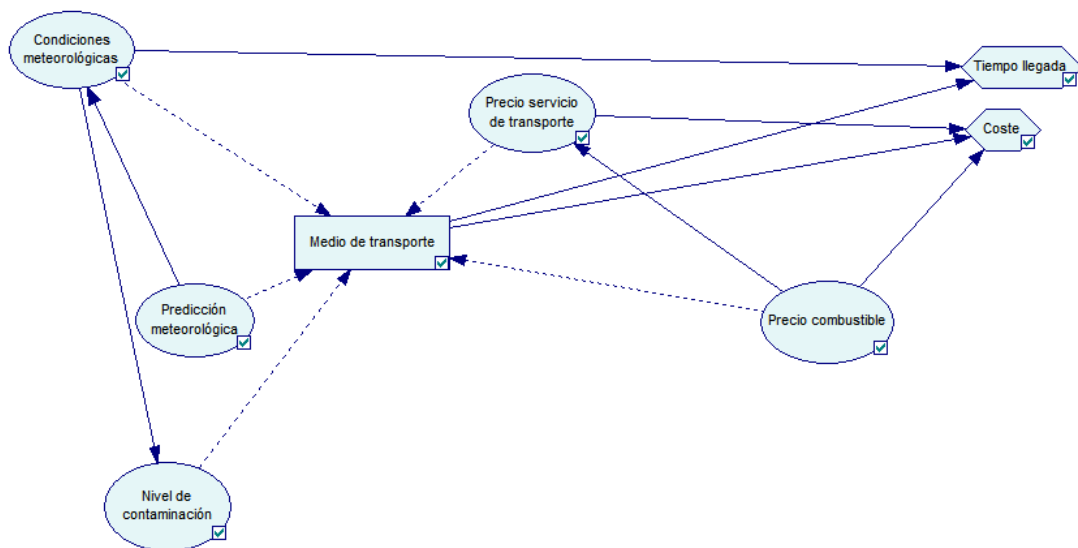 Condiciones
meteorológicas
Tiempo llegada
Precio servicio
de transporte
Coste
Medio de transporte
Predicción
meteorológica
Precio combustible
Nivel de
contaminación